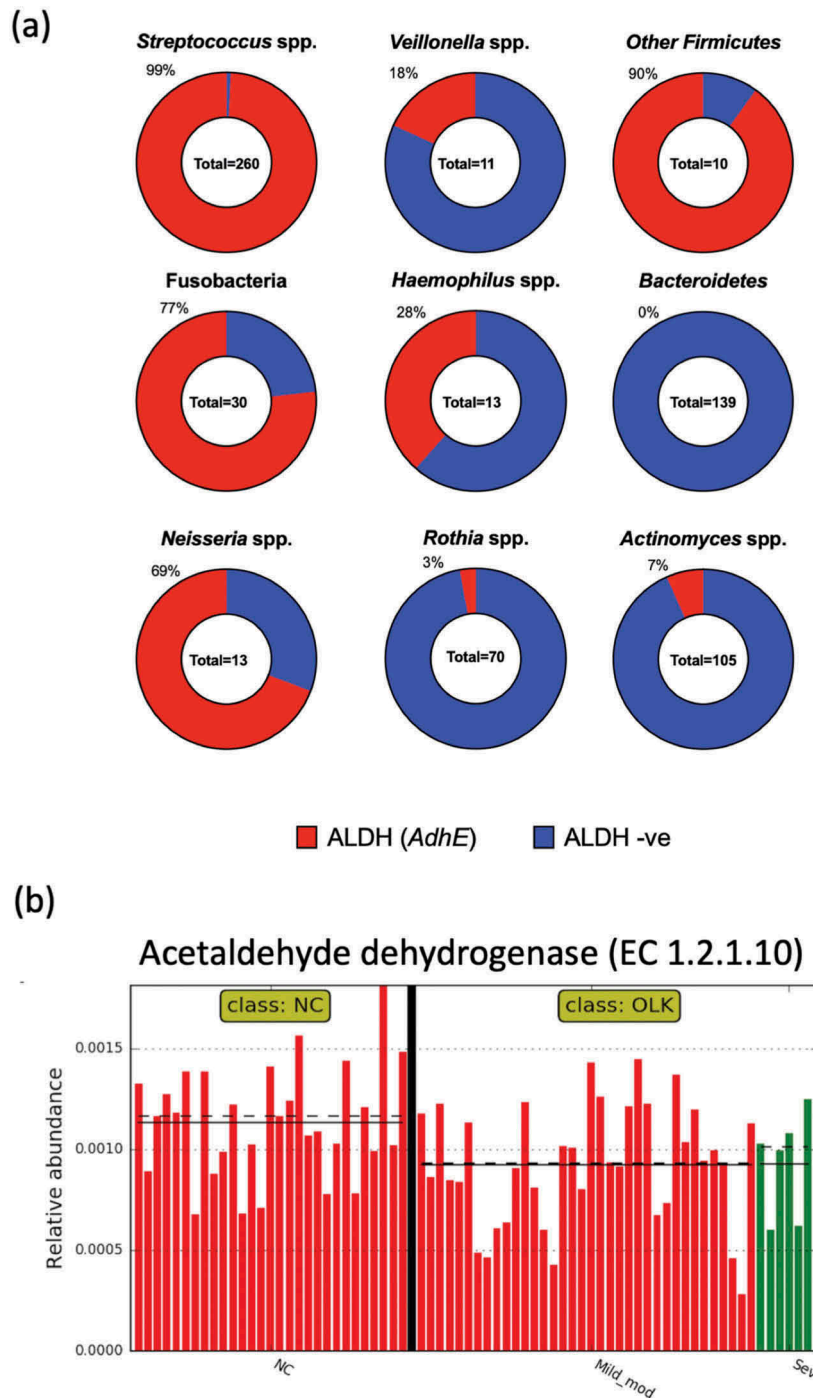 (a)
Streptococcus spp.
99%
Total=260
Veillonella spp.
18%
Total=11
Other Firmicutes
90%
Total=10
Fusobacteria
77%
Total=30
Haemophilus spp.
28%
Total=13
Bacteroidetes
0%
Total=139
Neisseria spp.
69%
Total=13
Rothia spp.
3%
Total=70
Actinomyces spp.
7%
Total=105
ALDH (AdhE)
ALDH -ve
(b)
Acetaldehyde dehydrogenase (EC 1.2.1.10)
class: NC
class: OLK
Relative abundance
0.0015
0.0010
0.0005
0.0000
NC
Mild_mod
Sev